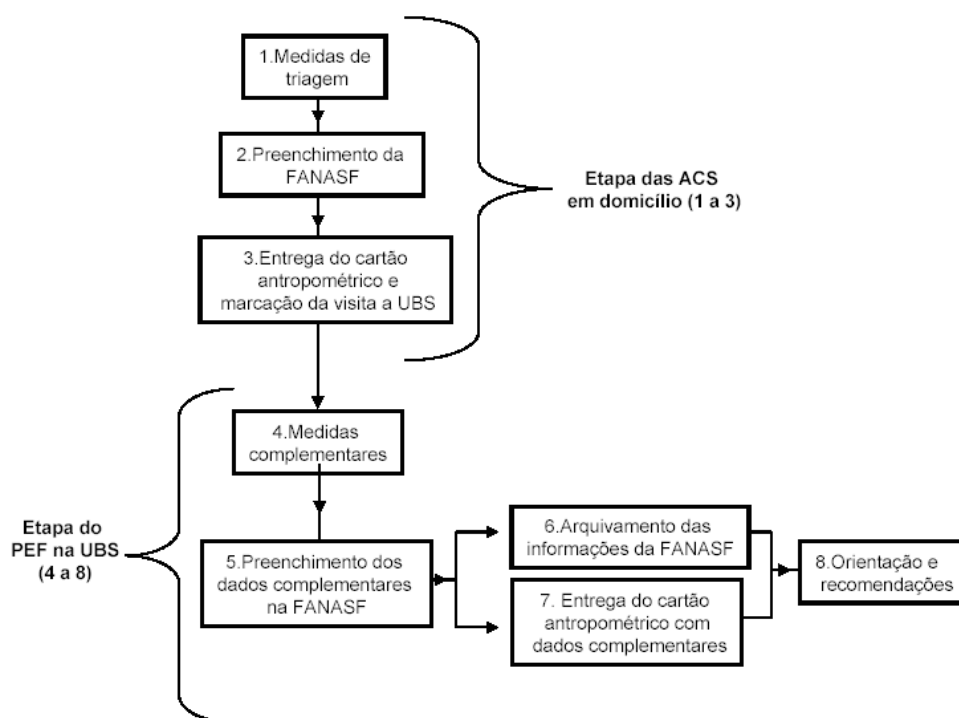 1.Medidas de
triagem
2.Preenchimento da
FANASF
3.Entrega do cartão
antropométrico e
marcação da visita a UBS
Etapa das ACS
em domicílio (1 a 3)
4.Medidas
complementares
Etapa do
PEF na UBS
(4 a 8)
5.Preenchimento dos
dados complementares
na FANASF
6.Arquivamento das
informações da FANASF
7. Entrega do cartão
antropométrico com
dados complementares
8.Orientação e
recomendações